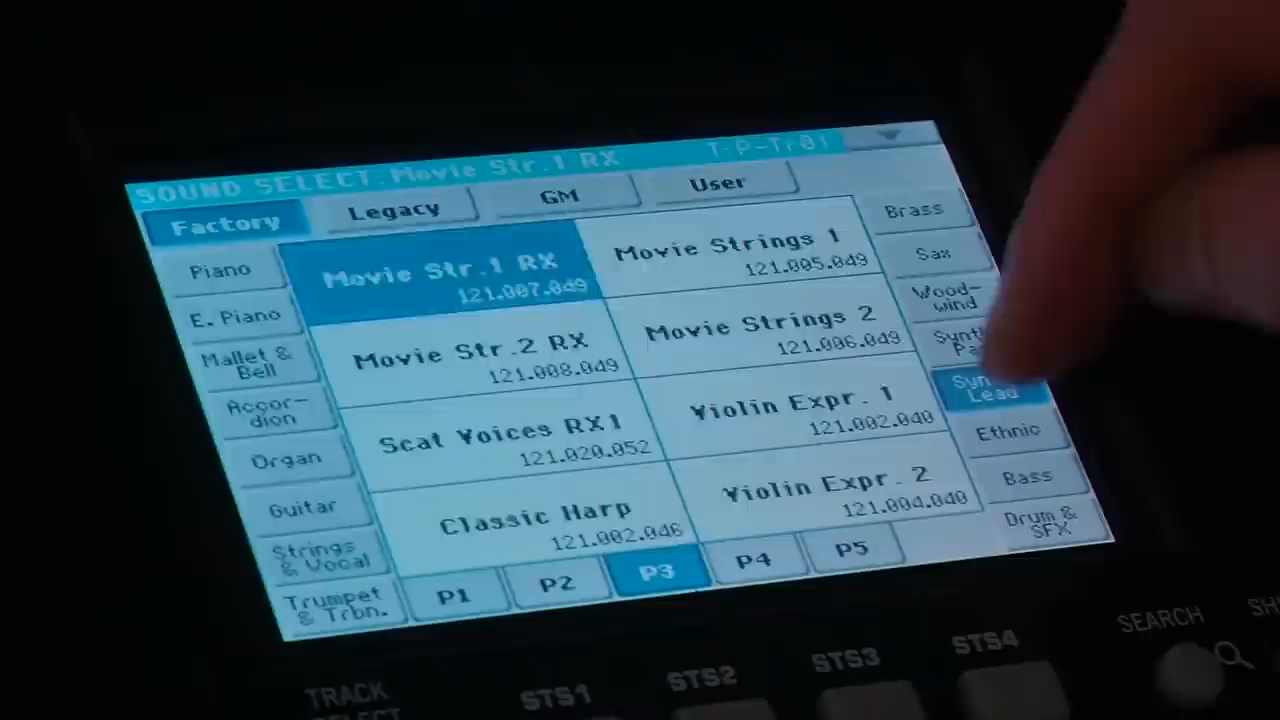 SOUND SELECT:Movie Str.1 RX
T:P-Tr01
Factory
Legacy
GM
User
Piano
E. Piano
Mallet &
Bell
Accor-
dion
Organ
Guitar
Strings
& Vocal
Trumpet
& Trbn.
Movie Str.1 RX
121.007.049
Movie Strings 1
121.005.049
Movie Str.2 RX
121.008.049
Movie Strings 2
121.006.049
Scat Voices RX1
121.020.052
Violin Expr. 1
121.002.040
Classic Harp
121.002.046
Violin Expr. 2
121.004.040
Brass
Sax
Wood-
wind
Ethnic
Bass
Drum &
SFX
Lead
P1
P2
P3
P4
P5
TRACK
SELECT
STS1
STS2
STS3
STS4
SEARCH